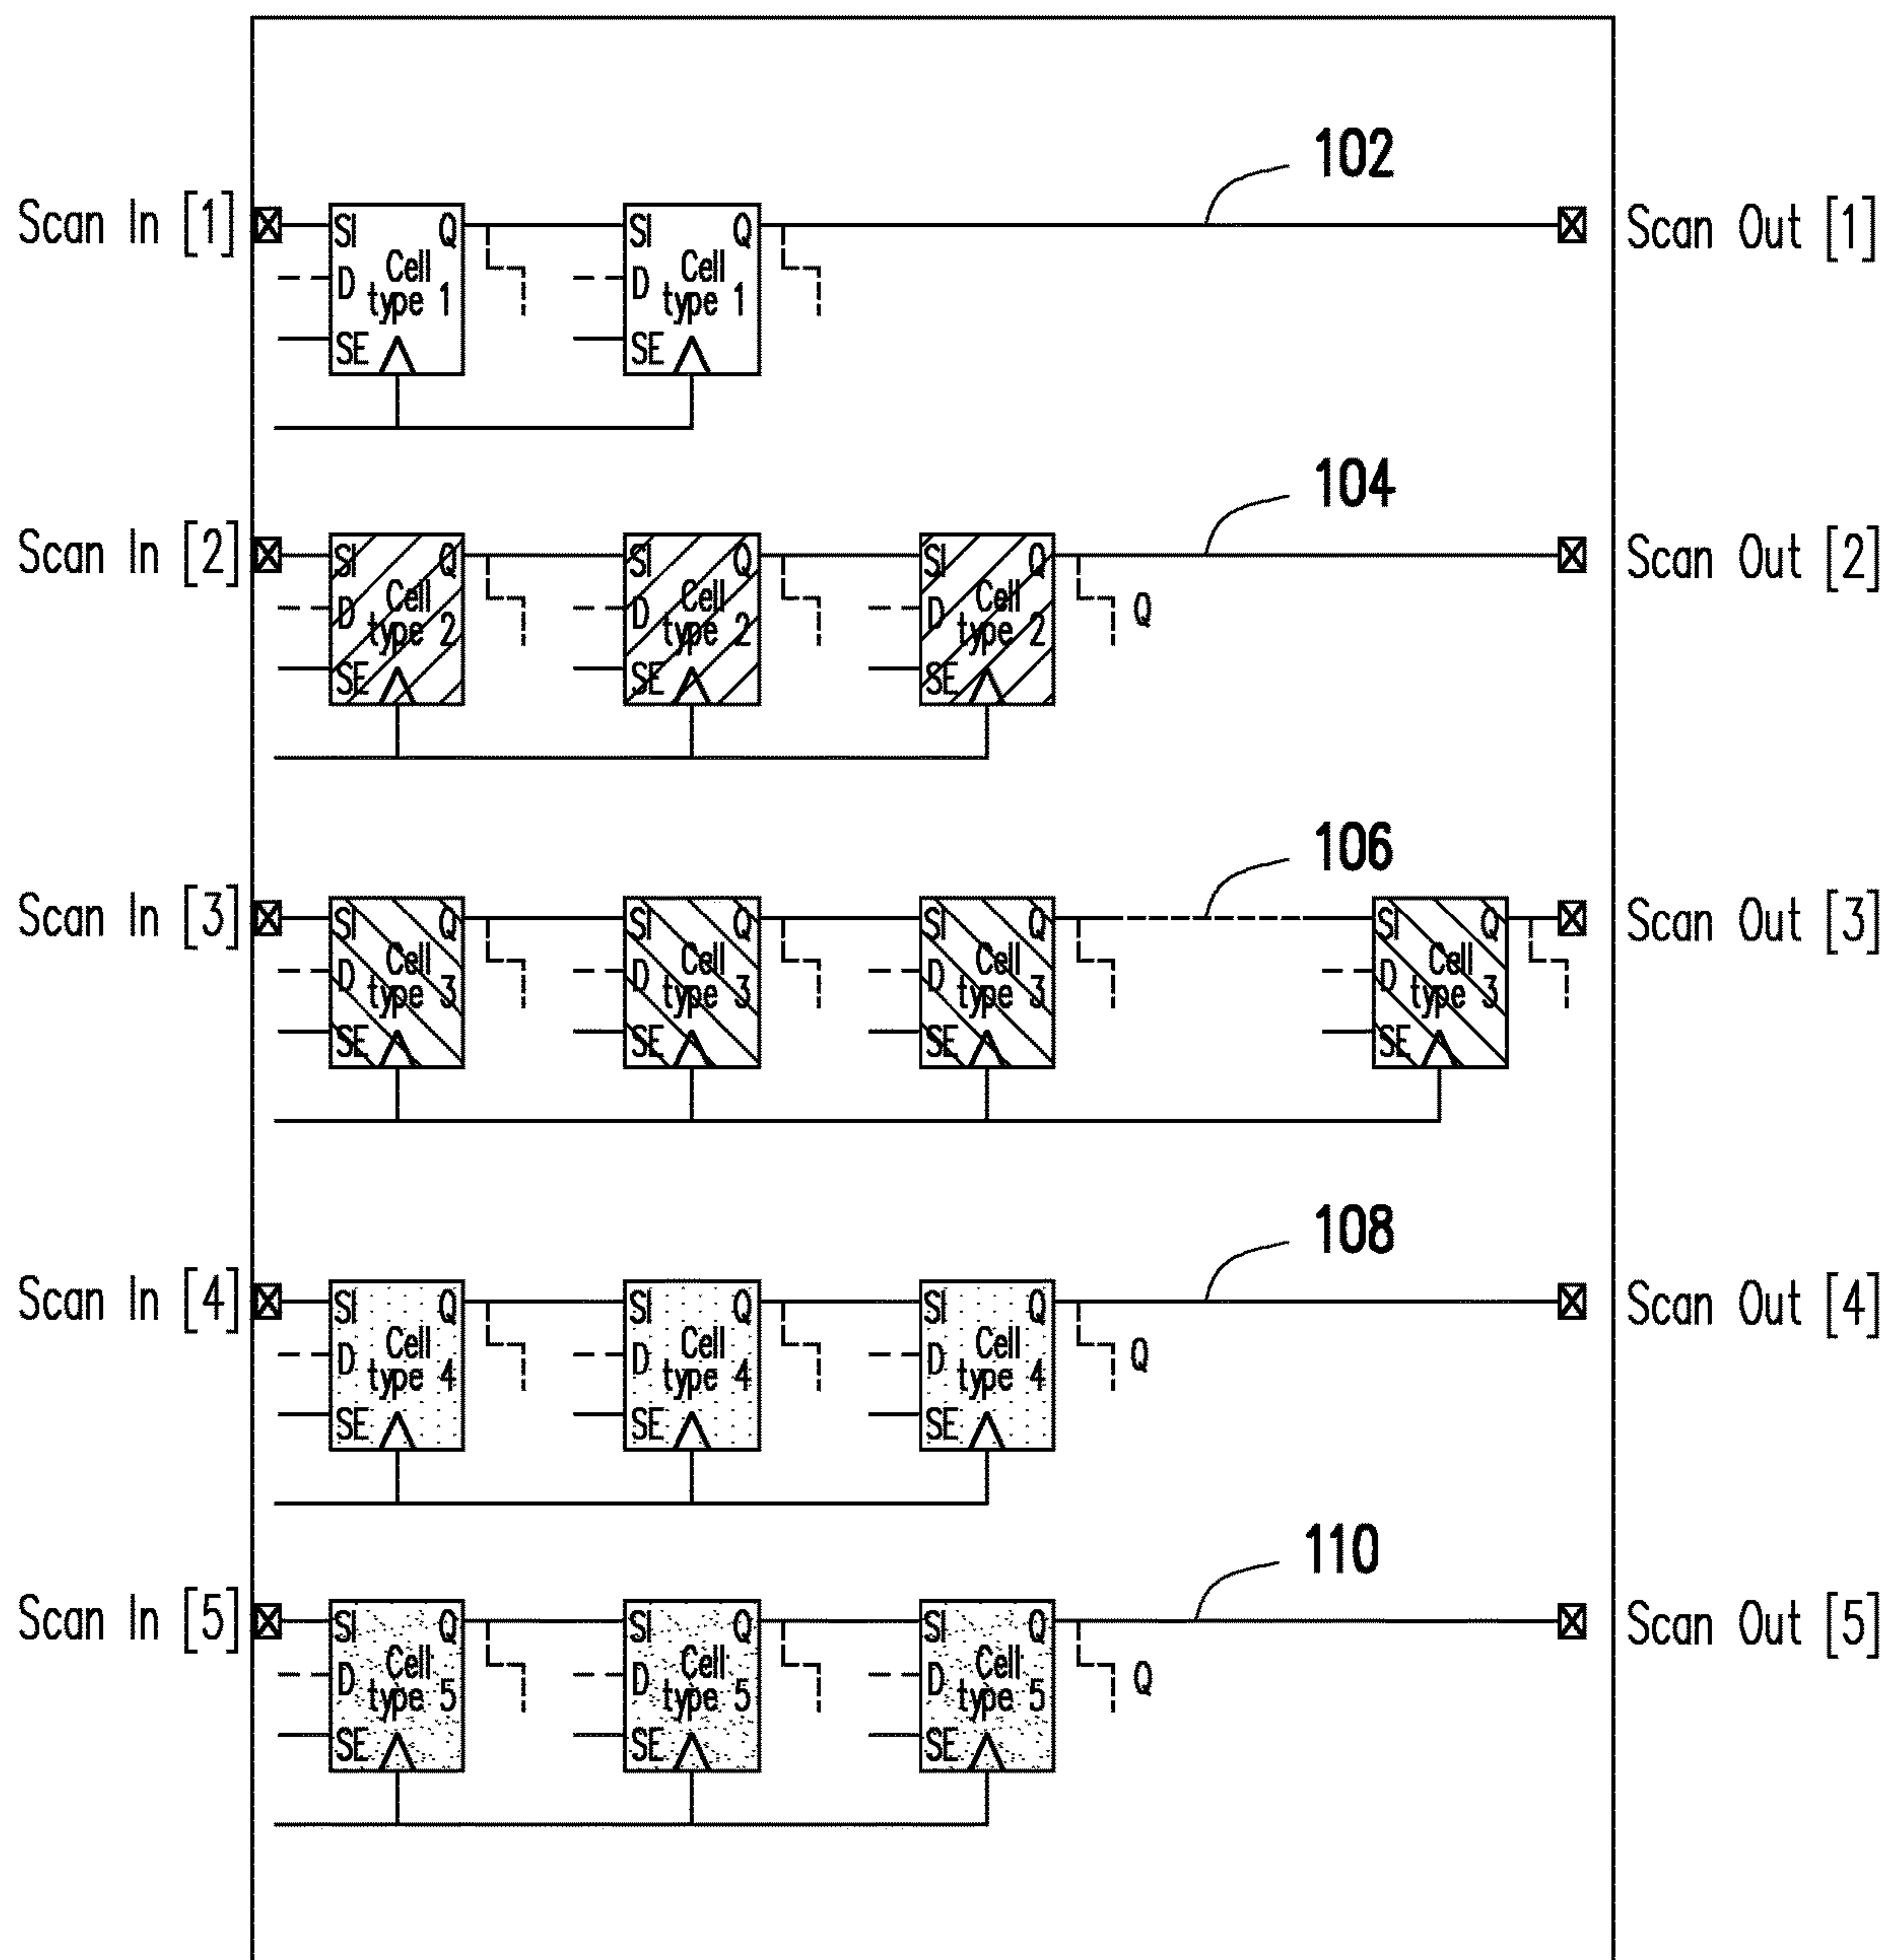 102
Scan In [1]
SI Q
D Cell
type 1
SE
SI Q
D Cell
type 1
SE
Scan Out [1]
104
Scan In [2]
SI Q
D Cell
type 2
SE
SI Q
D Cell
type 2
SE
SI Q
D Cell
type 2
SE
Q
Scan Out [2]
106
Scan In [3]
SI Q
D Cell
type 3
SE
SI Q
D Cell
type 3
SE
SI Q
D Cell
type 3
SE
SI Q
D Cell
type 3
SE
Scan Out [3]
108
Scan In [4]
SI Q
D Cell
type 4
SE
SI Q
D Cell
type 4
SE
SI Q
D Cell
type 4
SE
Q
Scan Out [4]
110
Scan In [5]
SI Q
D Cell
type 5
SE
SI Q
D Cell
type 5
SE
SI Q
D Cell
type 5
SE
Q
Scan Out [5]